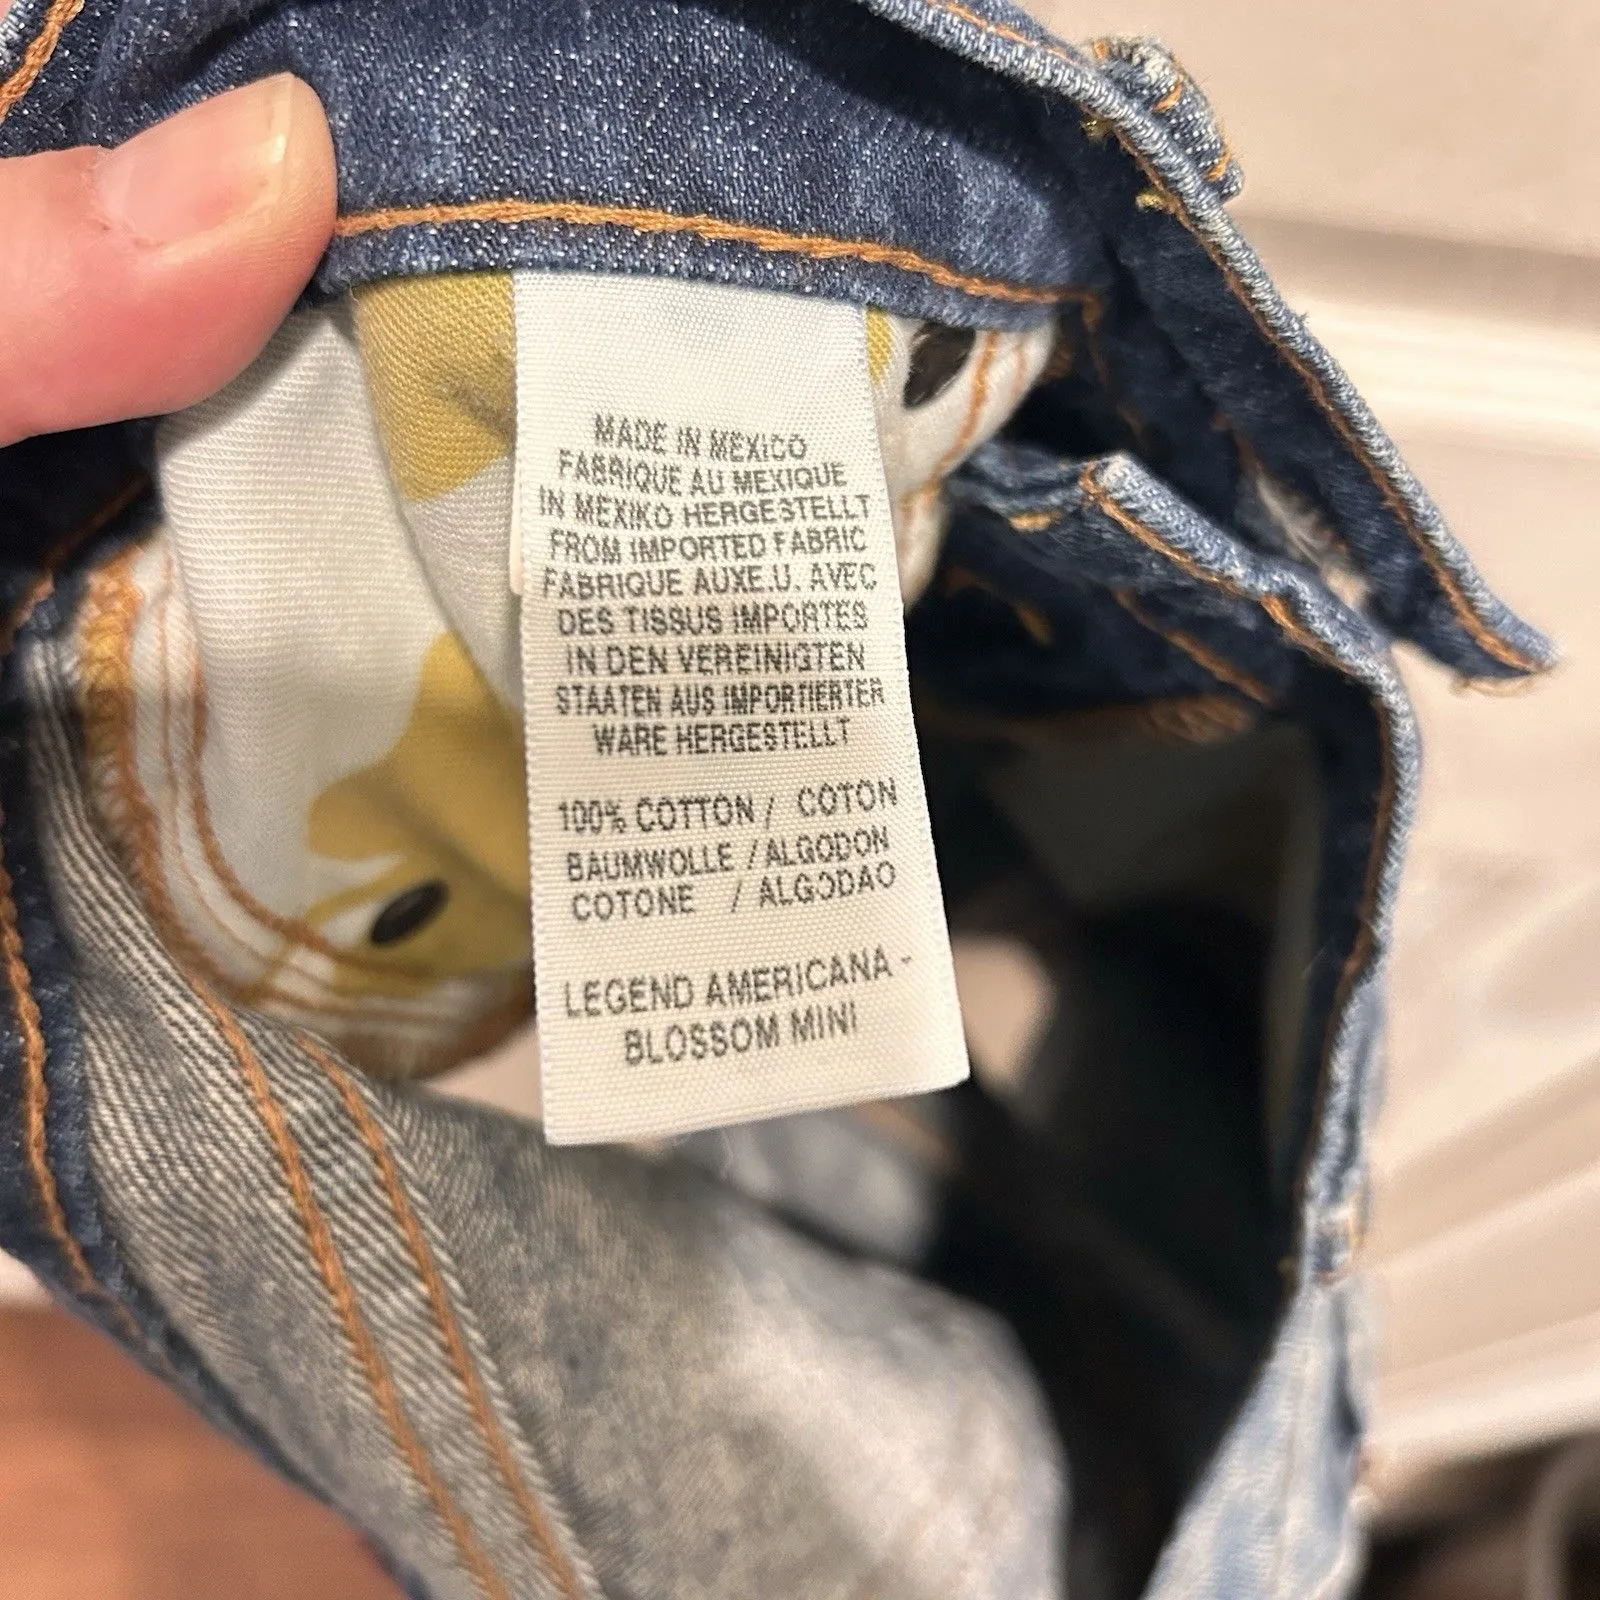 MADE IN MEXICO
FABRIQUE AU MEXIQUE
IN MEXIKO HERGESTELLT
FROM IMPORTED FABRIC
FABRIQUE AUXE.U. AVEC
DES TISSUS IMPORTES
IN DEN VEREINIGTEN
STAATEN AUS IMPORTIERTER
WARE HERGESTELLT
100% COTTON / COTON
BAUMWOLLE / ALGODON
COTONE / ALGODAO
LEGEND AMERICANA -
BLOSSOM MINI